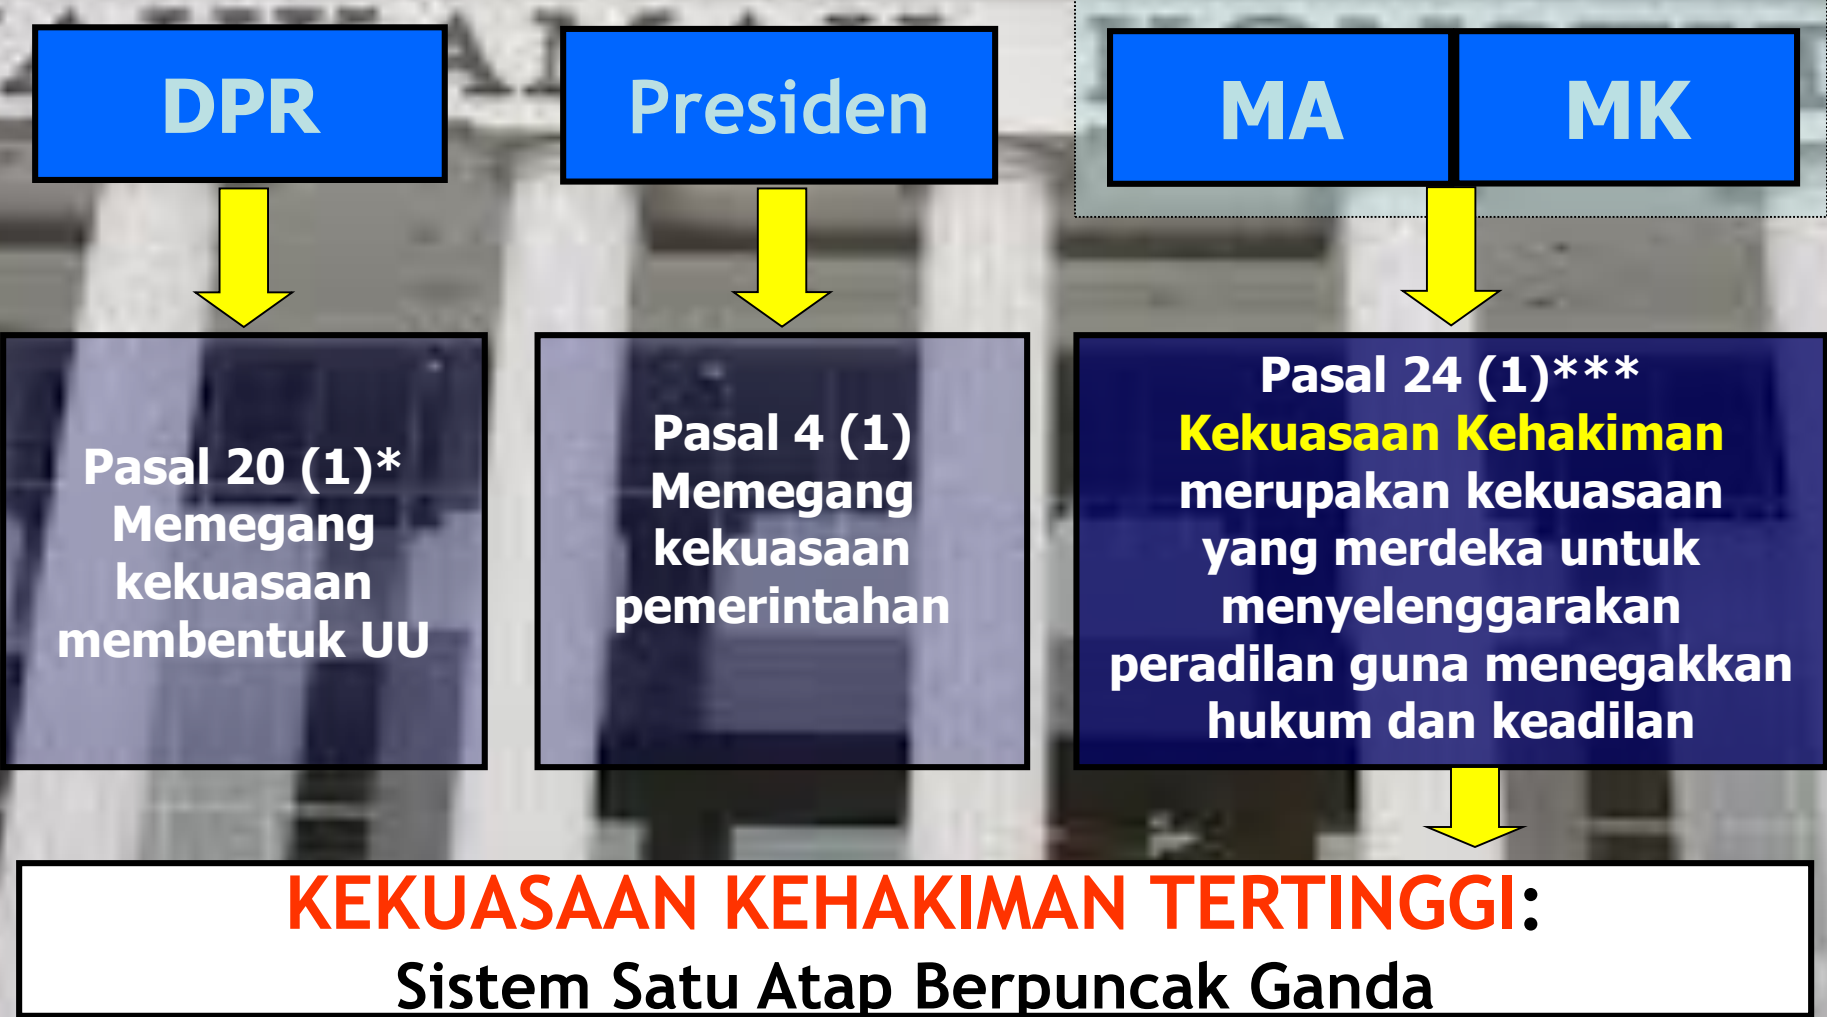 DPR
Presiden
MA
MK
Pasal 20 (1)*
Memegang
kekuasaan
membentuk UU
Pasal 4 (1)
Memegang
kekuasaan
pemerintahan
Pasal 24 (1)***
Kekuasaan Kehakiman
merupakan kekuasaan
yang merdeka untuk
menyelenggarakan
peradilan guna menegakkan
hukum dan keadilan
KEKUASAAN KEHAKIMAN TERTINGGI:
Sistem Satu Atap Berpuncak Ganda